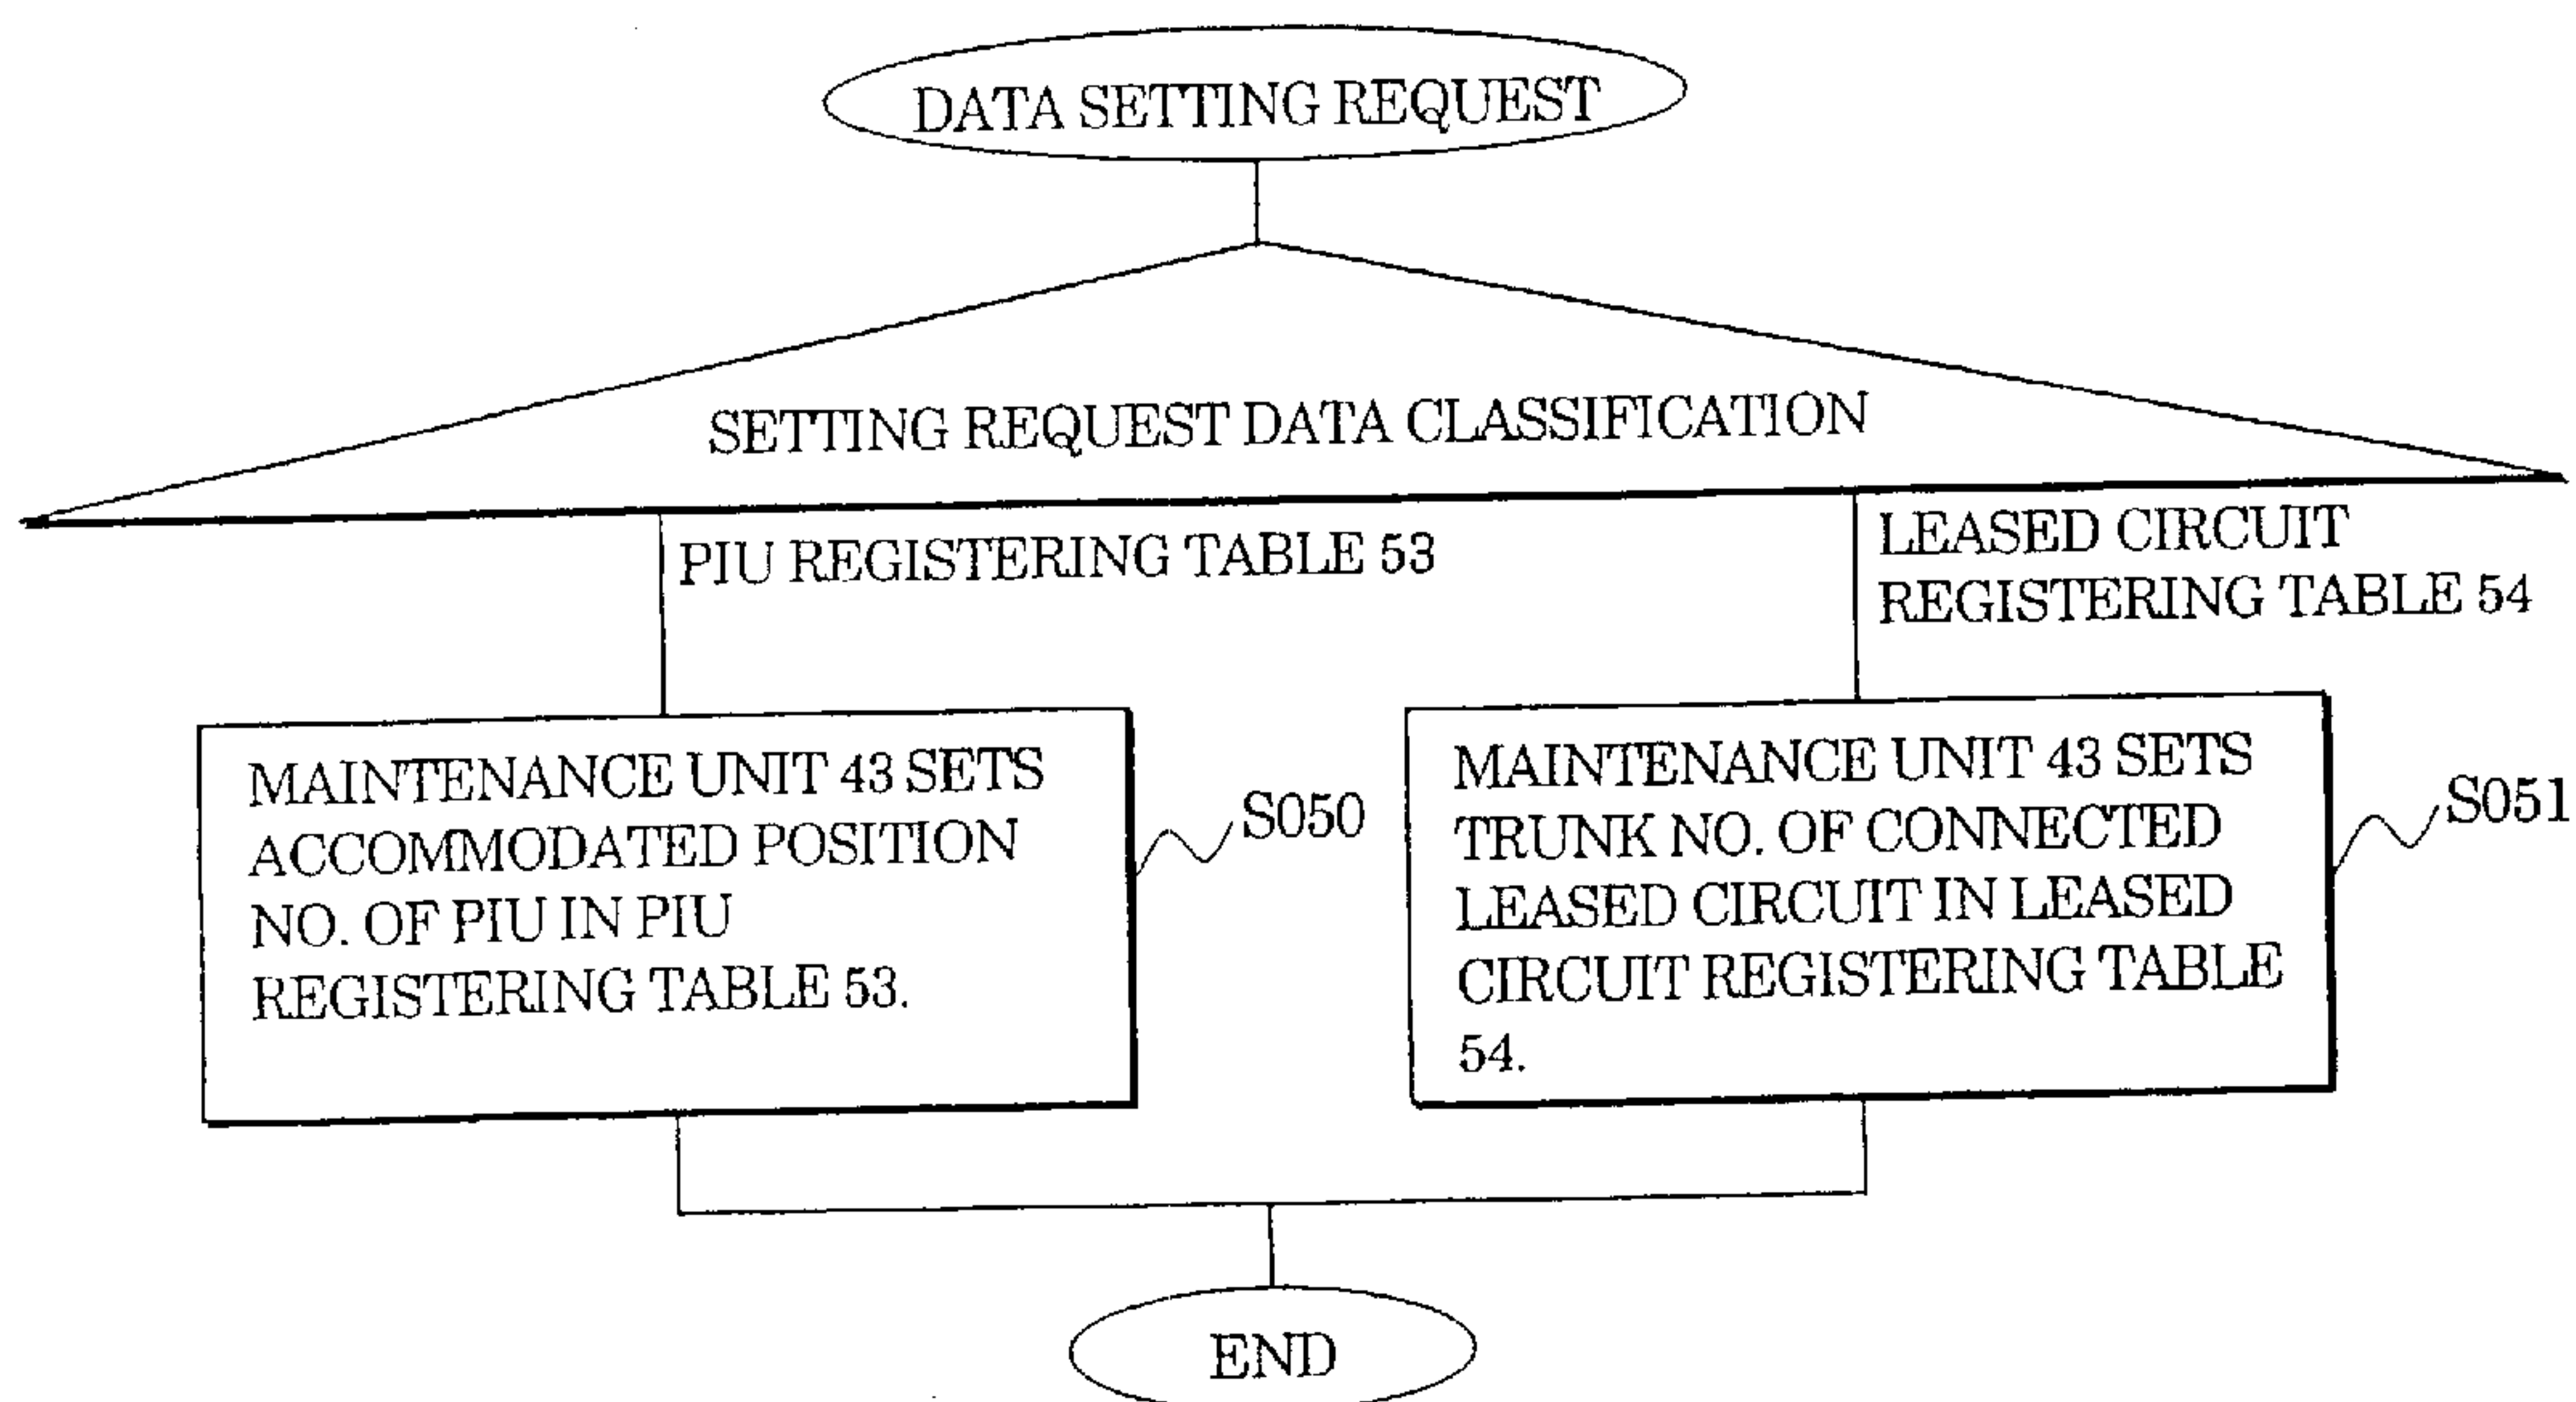 DATA SETTING REQUEST
SETTING REQUEST DATA CLASSIFICATION
PIU REGISTERING TABLE 53
LEASED CIRCUIT
REGISTERING TABLE 54
MAINTENANCE UNIT 43 SETS
ACCOMMODATED POSITION
NO. OF PIU IN PIU
REGISTERING TABLE 53.
S050
MAINTENANCE UNIT 43 SETS
TRUNK NO. OF CONNECTED
LEASED CIRCUIT IN LEASED
CIRCUIT REGISTERING TABLE
54.
S051
END